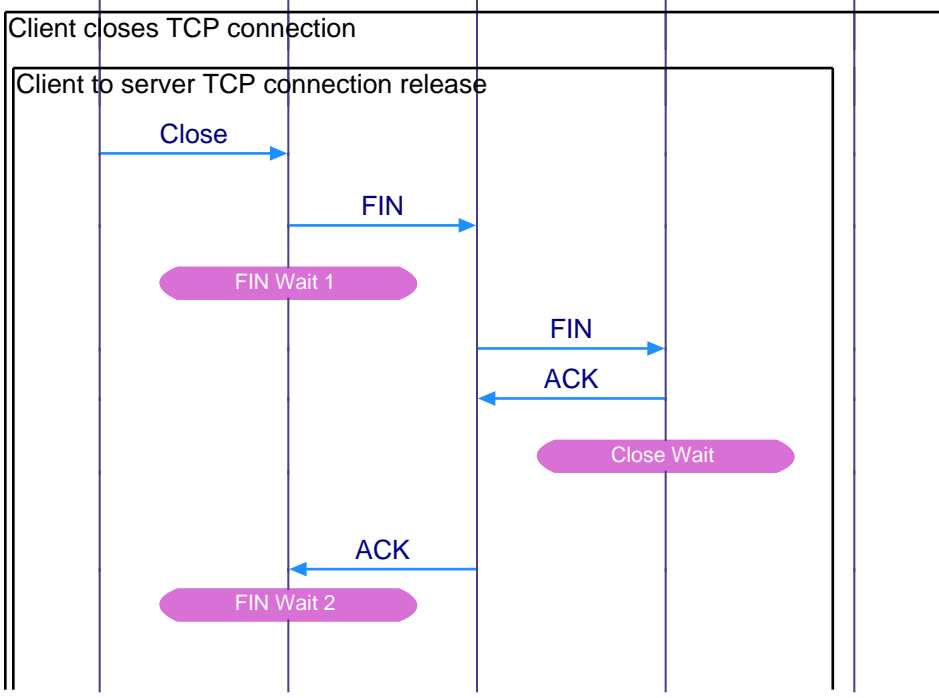 Client closes TCP connection
Client to server TCP connection release
Close
FIN
FIN Wait 1
FIN
ACK
Close Wait
ACK
FIN Wait 2